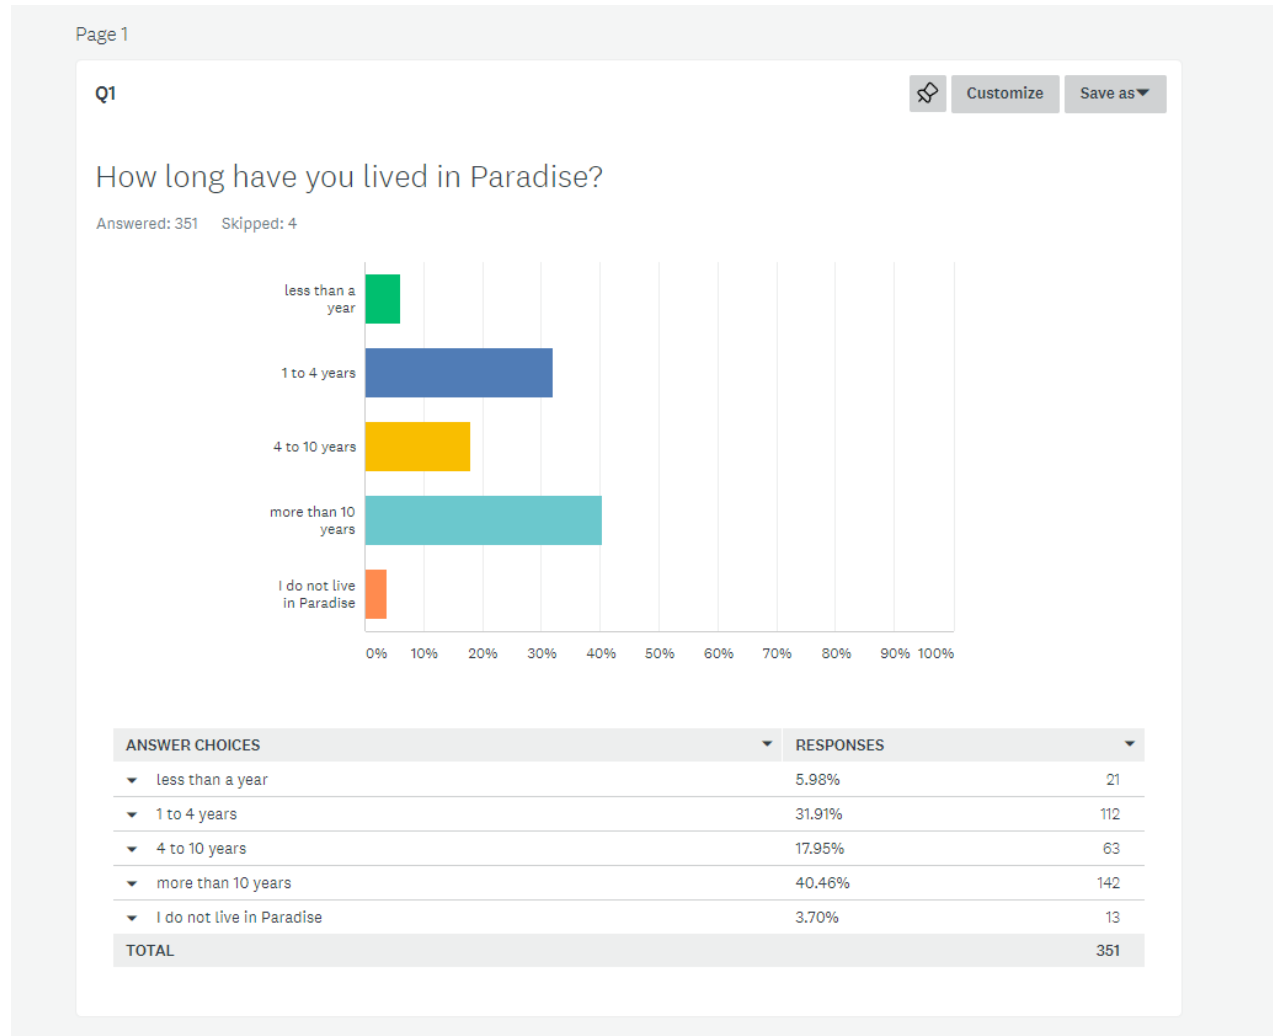 Page 1
Q1
Customize
Save as
How long have you lived in Paradise?
Answered: 351 Skipped: 4
less than a
year
1 to 4 years
4 to 10 years
more than 10
years
I do not live
in Paradise
0% 10% 20% 30% 40% 50% 60% 70% 80% 90% 100%
ANSWER CHOICES RESPONSES
less than a year 5.98% 21
1 to 4 years 31.91% 112
4 to 10 years 17.95% 63
more than 10 years 40.46% 142
I do not live in Paradise 3.70% 13
TOTAL 351